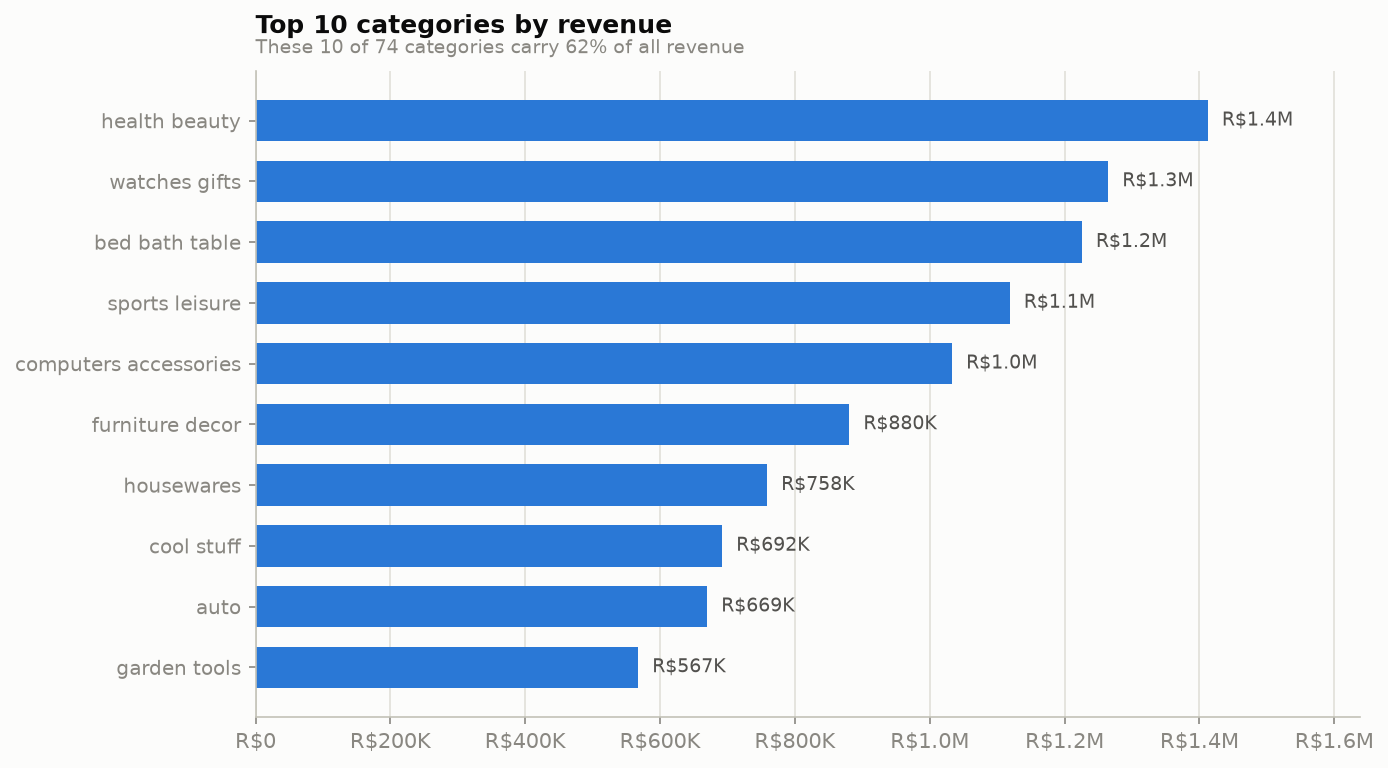 Top 10 categories by revenue
These 10 of 74 categories carry 62% of all revenue
health beauty R$1.4M
watches gifts R$1.3M
bed bath table R$1.2M
sports leisure R$1.1M
computers accessories R$1.0M
furniture decor R$880K
housewares R$758K
cool stuff R$692K
auto R$669K
garden tools R$567K
R$0 R$200K R$400K R$600K R$800K R$1.0M R$1.2M R$1.4M R$1.6M